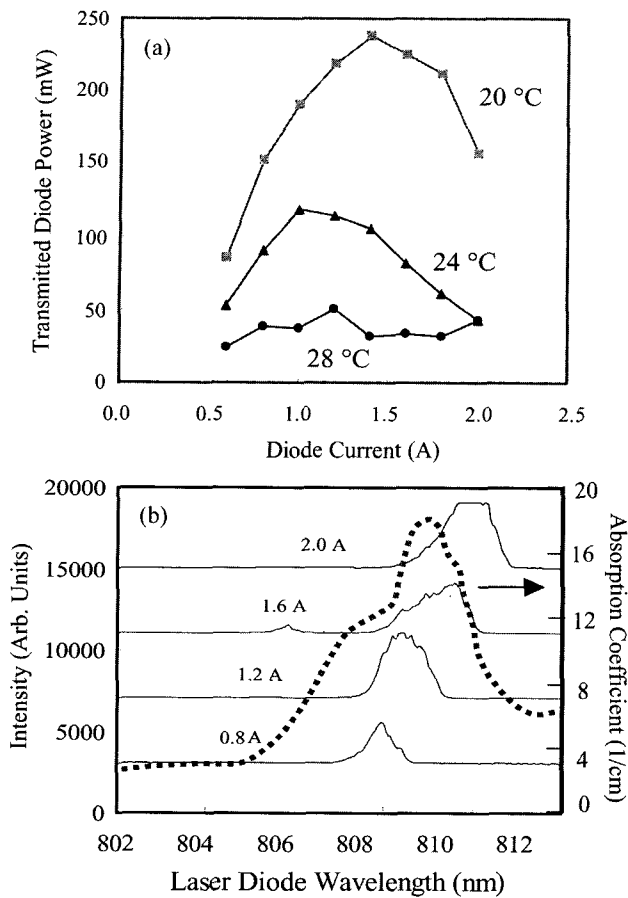 (a)
Transmitted Diode Power (mW)
250
200
150
100
50
0
20 °C
24 °C
28 °C
0.0 0.5 1.0 1.5 2.0 2.5
Diode Current (A)
(b)
Intensity (Arb. Units)
20000
15000
10000
5000
0
2.0 A
1.6 A
1.2 A
0.8 A
20
16
12
8
4
0
Absorption Coefficient (1/cm)
802 804 806 808 810 812
Laser Diode Wavelength (nm)